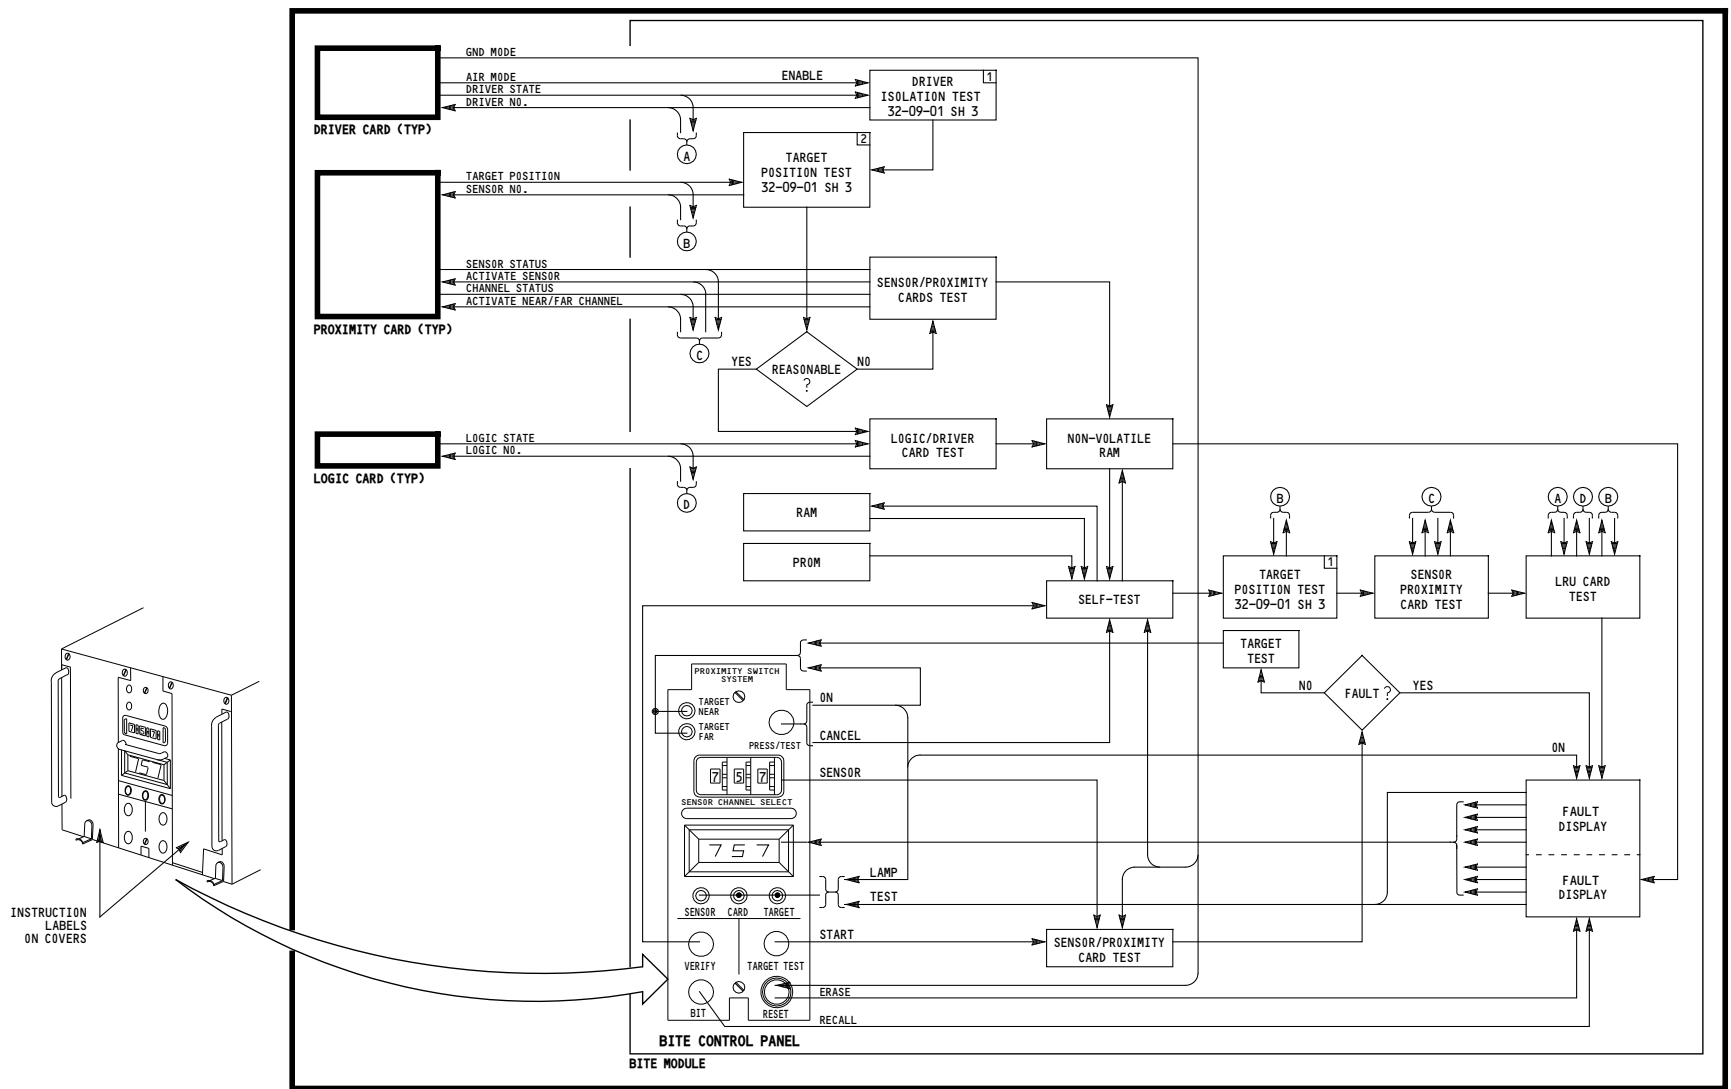 GND MODE
AIR MODE
ENABLE
DRIVER STATE
DRIVER NO.
DRIVER CARD (TYP)
A
DRIVER
ISOLATION TEST
32-09-01 SH 3
1
TARGET
POSITION TEST
32-09-01 SH 3
2
TARGET POSITION
SENSOR NO.
B
SENSOR STATUS
ACTIVATE SENSOR
CHANNEL STATUS
ACTIVATE NEAR/FAR CHANNEL
PROXIMITY CARD (TYP)
C
SENSOR/PROXIMITY
CARDS TEST
YES
REASONABLE
?
NO
LOGIC STATE
LOGIC NO.
LOGIC CARD (TYP)
D
LOGIC/DRIVER
CARD TEST
NON-VOLATILE
RAM
RAM
PROM
SELF-TEST
B
C
A
D
B
TARGET
POSITION TEST
32-09-01 SH 3
1
SENSOR
PROXIMITY
CARD TEST
LRU CARD
TEST
TARGET
TEST
NO
FAULT ?
YES
PROXIMITY SWITCH
SYSTEM
TARGET
NEAR
TARGET
FAR
PRESS/TEST
ON
CANCEL
ON
SENSOR
7 5 7
SENSOR CHANNEL SELECT
757
SENSOR
CARD
TARGET
LAMP
TEST
FAULT
DISPLAY
FAULT
DISPLAY
VERIFY
TARGET TEST
START
SENSOR/PROXIMITY
CARD TEST
BIT
RESET
ERASE
RECALL
BITE CONTROL PANEL
BITE MODULE
757
INSTRUCTION
LABELS
ON COVERS